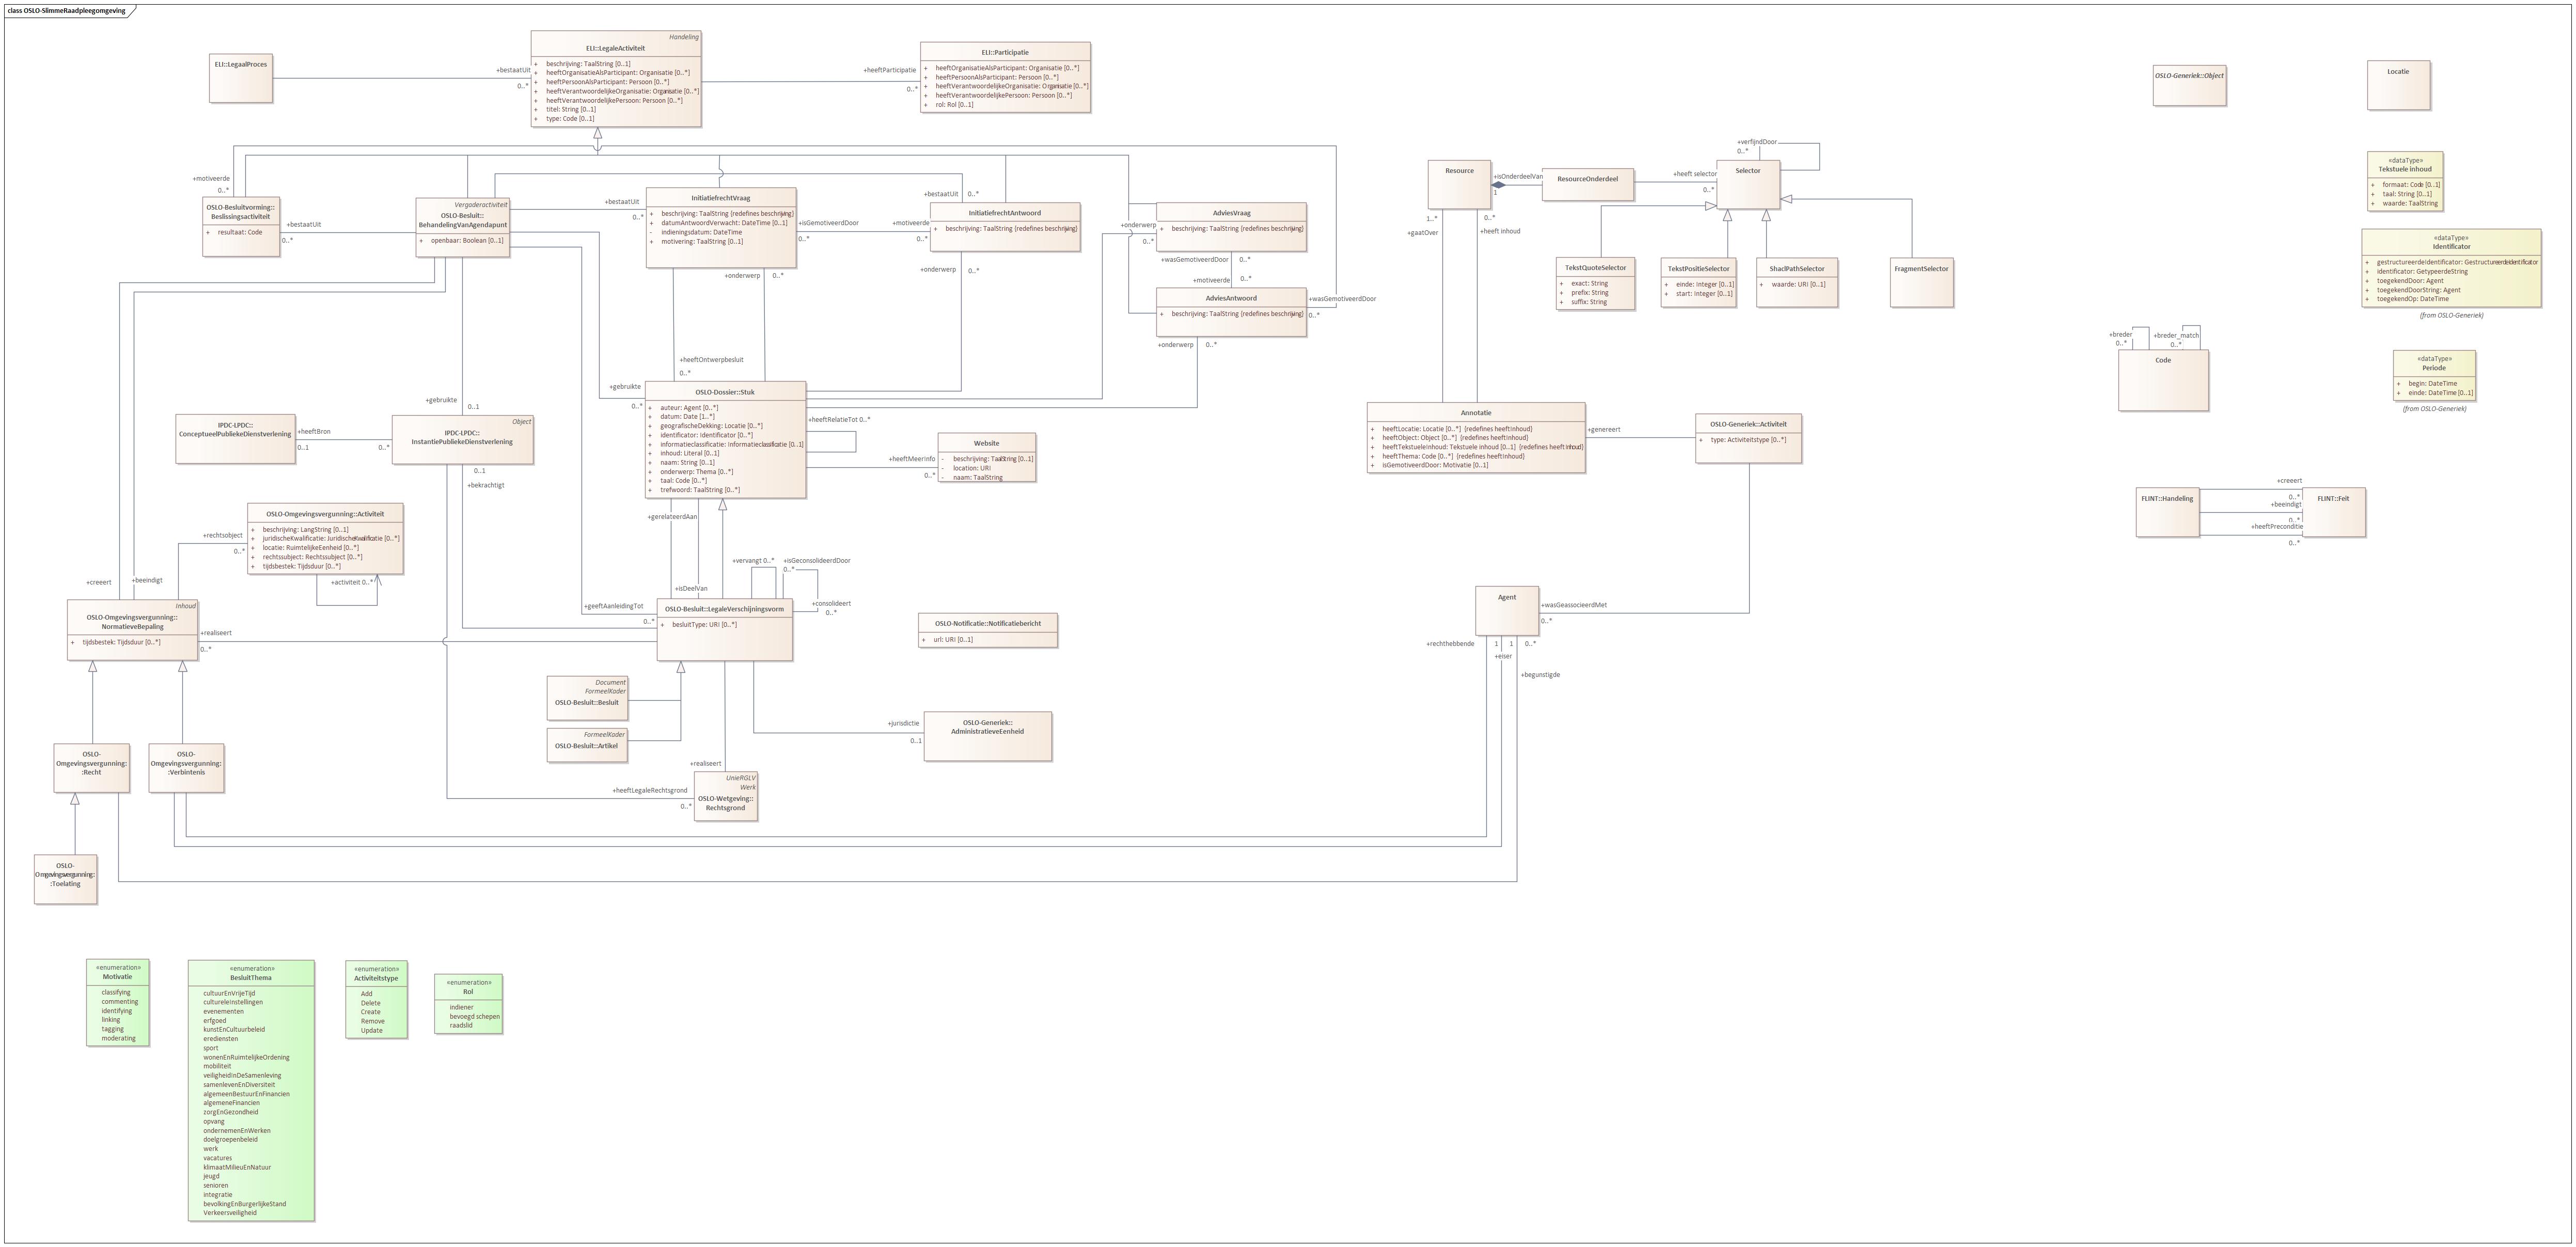 class OSLO-SlimmeRaadpleegomgeving
ELI::LegaalProces
+bestaatUit
0..*
Handeling
ELI::LegaleActiviteit
+ beschrijving: TaalString [0..1]
+ heeftOrganisatieAlsParticipant: Organisatie [0..*]
+ heeftPersoonAlsParticipant: Persoon [0..*]
+ heeftVerantwoordelijkeOrganisatie: Organisatie [0..*]
+ heeftVerantwoordelijkePersoon: Persoon [0..*]
+ titel: String [0..1]
+ type: Code [0..1]
+heeftParticipatie
0..*
ELI::Participatie
+ heeftOrganisatieAlsParticipant: Organisatie [0..*]
+ heeftPersoonAlsParticipant: Persoon [0..*]
+ heeftVerantwoordelijkeOrganisatie: Organisatie [0..*]
+ heeftVerantwoordelijkePersoon: Persoon [0..*]
+ rol: Rol [0..1]
OSLO-Generiek::Object
Locatie
+motiveerde
0..*
OSLO-Besluitvorming::
Beslissingsactiviteit
+ resultaat: Code
+bestaatUit
0..*
Vergaderactiviteit
OSLO-Besluit::
BehandelingVanAgendapunt
+ openbaar: Boolean [0..1]
+bestaatUit
0..*
InitiatiefrechtVraag
+ beschrijving: TaalString {redefines beschrijving}
+ datumAntwoordVerwacht: DateTime [0..1]
- indieningsdatum: DateTime
+ motivering: TaalString [0..1]
+isGemotiveerdDoor
0..*
+motiveerde
0..*
+bestaatUit
0..*
InitiatiefrechtAntwoord
+ beschrijving: TaalString {redefines beschrijving}
+onderwerp
0..*
+onderwerp
0..*
+onderwerp
0..*
AdviesVraag
+ beschrijving: TaalString {redefines beschrijving}
+wasGemotiveerdDoor
0..*
+motiveerde
0..*
AdviesAntwoord
+ beschrijving: TaalString {redefines beschrijving}
+wasGemotiveerdDoor
0..*
+onderwerp
0..*
Resource
+isOnderdeelVan
1
ResourceOnderdeel
+heeft selector
0..*
+verfijndDoor
0..*
Selector
1..*
+gaatOver
0..*
+heeft inhoud
TekstQuoteSelector
+ exact: String
+ prefix: String
+ suffix: String
TekstPositieSelector
+ einde: Integer [0..1]
+ start: Integer [0..1]
ShaclPathSelector
+ waarde: URI [0..1]
FragmentSelector
«dataType»
Tekstuele inhoud
+ formaat: Code [0..1]
+ taal: String [0..1]
+ waarde: TaalString
«dataType»
Identificator
+ gestructureerdeIdentificator: GestructureerdeIdentificator
+ identificator: GetypeerdeString
+ toegekendDoor: Agent
+ toegekendDoorString: Agent
+ toegekendOp: DateTime
(from OSLO-Generiek)
+breder
0..*
+breder_match
0..*
Code
«dataType»
Periode
+ begin: DateTime
+ einde: DateTime [0..1]
(from OSLO-Generiek)
+heeftOntwerpbesluit
0..*
+gebruikte
0..*
OSLO-Dossier::Stuk
+ auteur: Agent [0..*]
+ datum: Date [1..*]
+ geografischeDekking: Locatie [0..*]
+ identificator: Identificator [0..*]
+ informatieclassificatie: Informatieclassificatie [0..1]
+ inhoud: Literal [0..1]
+ naam: String [0..1]
+ onderwerp: Thema [0..*]
+ taal: Code [0..*]
+ trefwoord: TaalString [0..*]
+heeftRelatieTot 0..*
+heeftMeerInfo
0..*
Website
- beschrijving: TaalString [0..1]
- location: URI
- naam: TaalString
IPDC-LPDC::
ConceptueelPubliekeDienstverlening
+heeftBron
0..1
0..*
+gebruikte
0..1
Object
IPDC-LPDC::
InstantiePubliekeDienstverlening
0..1
+bekrachtigt
Annotatie
+ heeftLocatie: Locatie [0..*] {redefines heeftInhoud}
+ heeftObject: Object [0..*] {redefines heeftInhoud}
+ heeftTekstueleInhoud: Tekstuele inhoud [0..1] {redefines heeftInhoud}
+ heeftThema: Code [0..*] {redefines heeftInhoud}
+ isGemotiveerdDoor: Motivatie [0..1]
+genereert
OSLO-Generiek::Activiteit
+ type: Activiteitstype [0..*]
FLINT::Handeling
+creeert
0..*
+beeindigt
0..*
+heeftPreconditie
0..*
FLINT::Feit
OSLO-Omgevingsvergunning::Activiteit
+ beschrijving: LangString [0..1]
+ juridischeKwalificatie: JuridischeKwalificatie [0..*]
+ locatie: RuimtelijkeEenheid [0..*]
+ rechtssubject: Rechtssubject [0..*]
+ tijdsbestek: Tijdsduur [0..*]
+activiteit 0..*
+rechtsobject
0..*
+creeert
+beeindigt
Inhoud
OSLO-Omgevingsvergunning::
NormatieveBepaling
+ tijdsbestek: Tijdsduur [0..*]
+realiseert
0..*
+gerelateerdAan
+isDeelVan
+vervangt 0..*
+isGeconsolideerdDoor
0..*
+consolideert
0..*
+geeftAanleidingTot
0..*
OSLO-Besluit::LegaleVerschijningsvorm
+ besluitType: URI [0..*]
OSLO-Notificatie::Notificatiebericht
+ url: URI [0..1]
Agent
+wasGeassocieerdMet
0..*
+rechthebbende
1
+eiser
1
0..*
+begunstigde
Document
FormeelKader
OSLO-Besluit::Besluit
FormeelKader
OSLO-Besluit::Artikel
+jurisdictie
0..1
OSLO-Generiek::
AdministratieveEenheid
+realiseert
+heeftLegaleRechtsgrond
0..*
UnieRGLV
Werk
OSLO-Wetgeving::
Rechtsgrond
OSLO-
Omgevingsvergunning:
:Recht
OSLO-
Omgevingsvergunning:
:Verbintenis
OSLO-
Omgevingsvergunning:
:Toelating
«enumeration»
Motivatie
classifying
commenting
identifying
linking
tagging
moderating
«enumeration»
BesluitThema
cultuurEnVrijeTijd
cultureleInstellingen
evenementen
erfgoed
kunstEnCultuurbeleid
erediensten
sport
wonenEnRuimtelijkeOrdening
mobiliteit
veiligheidInDeSamenleving
samenlevenEnDiversiteit
algemeenBestuurEnFinancien
algemeneFinancien
zorgEnGezondheid
opvang
ondernemenEnWerken
doelgroepenbeleid
werk
vacatures
klimaatMilieuEnNatuur
jeugd
senioren
integratie
bevolkingEnBurgerlijkeStand
Verkeersveiligheid
«enumeration»
Activiteitstype
Add
Delete
Create
Remove
Update
«enumeration»
Rol
indiener
bevoegd schepen
raadslid